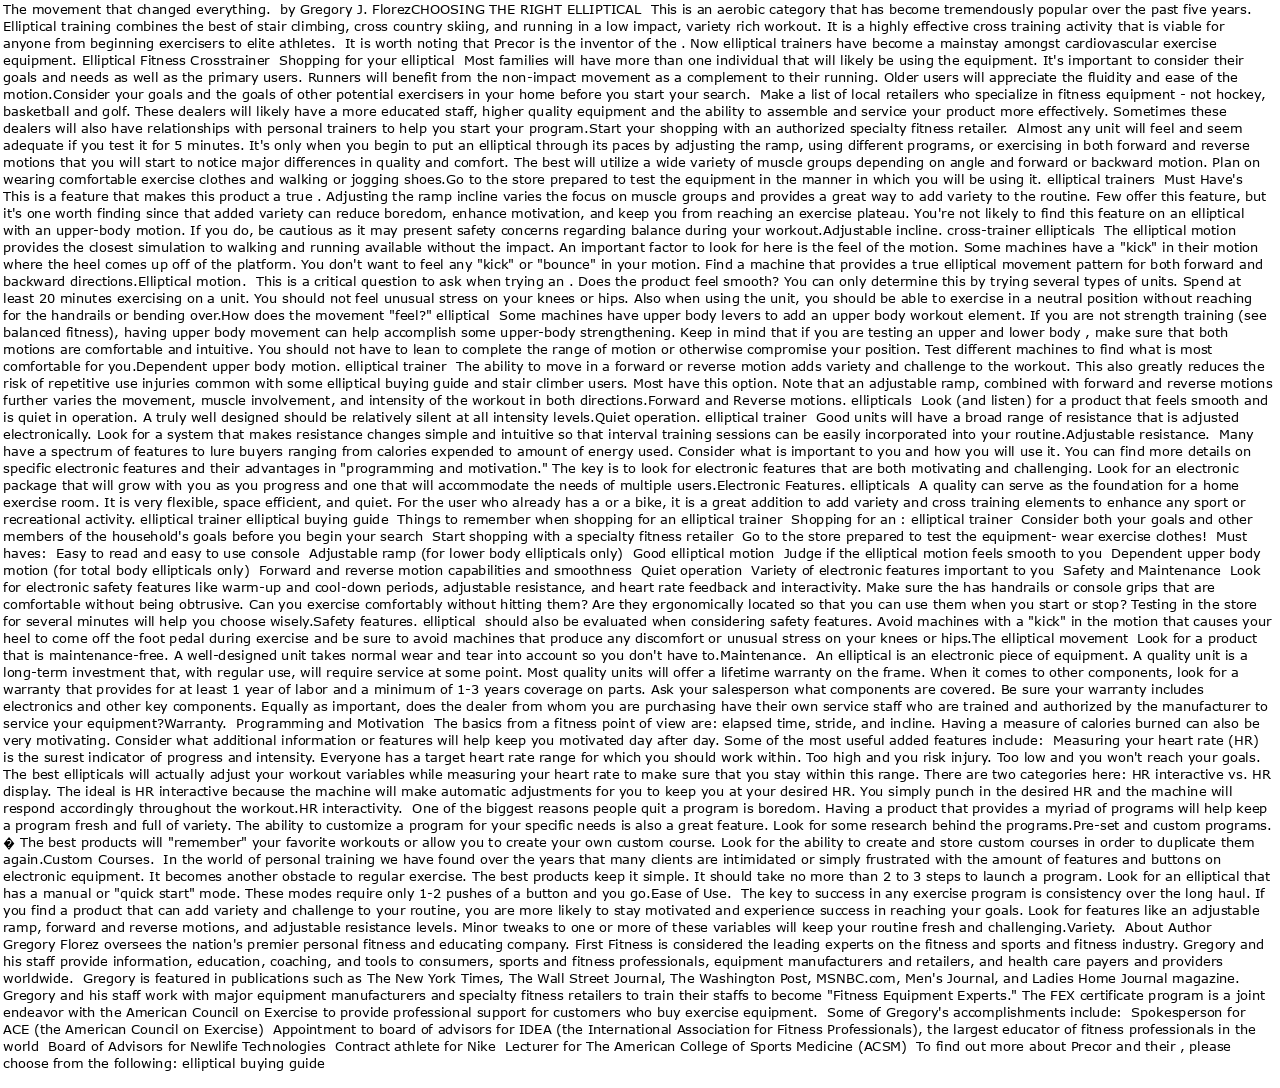 The movement that changed everything.  by Gregory J. FlorezCHOOSING THE RIGHT ELLIPTICAL  This is an aerobic category that has become tremendously popular over the past five years.
Elliptical training combines the best of stair climbing, cross country skiing, and running in a low impact, variety rich workout. It is a highly effective cross training activity that is viable for
anyone from beginning exercisers to elite athletes.  It is worth noting that Precor is the inventor of the . Now elliptical trainers have become a mainstay amongst cardiovascular exercise
equipment. Elliptical Fitness Crosstrainer  Shopping for your elliptical  Most families will have more than one individual that will likely be using the equipment. It's important to consider their
goals and needs as well as the primary users. Runners will benefit from the non-impact movement as a complement to their running. Older users will appreciate the fluidity and ease of the
motion.Consider your goals and the goals of other potential exercisers in your home before you start your search.  Make a list of local retailers who specialize in fitness equipment - not hockey,
basketball and golf. These dealers will likely have a more educated staff, higher quality equipment and the ability to assemble and service your product more effectively. Sometimes these
dealers will also have relationships with personal trainers to help you start your program.Start your shopping with an authorized specialty fitness retailer.  Almost any unit will feel and seem
adequate if you test it for 5 minutes. It's only when you begin to put an elliptical through its paces by adjusting the ramp, using different programs, or exercising in both forward and reverse
motions that you will start to notice major differences in quality and comfort. The best will utilize a wide variety of muscle groups depending on angle and forward or backward motion. Plan on
wearing comfortable exercise clothes and walking or jogging shoes.Go to the store prepared to test the equipment in the manner in which you will be using it. elliptical trainers  Must Have's
This is a feature that makes this product a true . Adjusting the ramp incline varies the focus on muscle groups and provides a great way to add variety to the routine. Few offer this feature, but
it's one worth finding since that added variety can reduce boredom, enhance motivation, and keep you from reaching an exercise plateau. You're not likely to find this feature on an elliptical
with an upper-body motion. If you do, be cautious as it may present safety concerns regarding balance during your workout.Adjustable incline. cross-trainer ellipticals  The elliptical motion
provides the closest simulation to walking and running available without the impact. An important factor to look for here is the feel of the motion. Some machines have a "kick" in their motion
where the heel comes up off of the platform. You don't want to feel any "kick" or "bounce" in your motion. Find a machine that provides a true elliptical movement pattern for both forward and
backward directions.Elliptical motion.  This is a critical question to ask when trying an . Does the product feel smooth? You can only determine this by trying several types of units. Spend at
least 20 minutes exercising on a unit. You should not feel unusual stress on your knees or hips. Also when using the unit, you should be able to exercise in a neutral position without reaching
for the handrails or bending over.How does the movement "feel?" elliptical  Some machines have upper body levers to add an upper body workout element. If you are not strength training (see
balanced fitness), having upper body movement can help accomplish some upper-body strengthening. Keep in mind that if you are testing an upper and lower body , make sure that both
motions are comfortable and intuitive. You should not have to lean to complete the range of motion or otherwise compromise your position. Test different machines to find what is most
comfortable for you.Dependent upper body motion. elliptical trainer  The ability to move in a forward or reverse motion adds variety and challenge to the workout. This also greatly reduces the
risk of repetitive use injuries common with some elliptical buying guide and stair climber users. Most have this option. Note that an adjustable ramp, combined with forward and reverse motions
further varies the movement, muscle involvement, and intensity of the workout in both directions.Forward and Reverse motions. ellipticals  Look (and listen) for a product that feels smooth and
is quiet in operation. A truly well designed should be relatively silent at all intensity levels.Quiet operation. elliptical trainer  Good units will have a broad range of resistance that is adjusted
electronically. Look for a system that makes resistance changes simple and intuitive so that interval training sessions can be easily incorporated into your routine.Adjustable resistance.  Many
have a spectrum of features to lure buyers ranging from calories expended to amount of energy used. Consider what is important to you and how you will use it. You can find more details on
specific electronic features and their advantages in "programming and motivation." The key is to look for electronic features that are both motivating and challenging. Look for an electronic
package that will grow with you as you progress and one that will accommodate the needs of multiple users.Electronic Features. ellipticals  A quality can serve as the foundation for a home
exercise room. It is very flexible, space efficient, and quiet. For the user who already has a or a bike, it is a great addition to add variety and cross training elements to enhance any sport or
recreational activity. elliptical trainer elliptical buying guide  Things to remember when shopping for an elliptical trainer  Shopping for an : elliptical trainer  Consider both your goals and other
members of the household's goals before you begin your search  Start shopping with a specialty fitness retailer  Go to the store prepared to test the equipment- wear exercise clothes!  Must
haves:  Easy to read and easy to use console  Adjustable ramp (for lower body ellipticals only)  Good elliptical motion  Judge if the elliptical motion feels smooth to you  Dependent upper body
motion (for total body ellipticals only)  Forward and reverse motion capabilities and smoothness  Quiet operation  Variety of electronic features important to you  Safety and Maintenance  Look
for electronic safety features like warm-up and cool-down periods, adjustable resistance, and heart rate feedback and interactivity. Make sure the has handrails or console grips that are
comfortable without being obtrusive. Can you exercise comfortably without hitting them? Are they ergonomically located so that you can use them when you start or stop? Testing in the store
for several minutes will help you choose wisely.Safety features. elliptical  should also be evaluated when considering safety features. Avoid machines with a "kick" in the motion that causes your
heel to come off the foot pedal during exercise and be sure to avoid machines that produce any discomfort or unusual stress on your knees or hips.The elliptical movement  Look for a product
that is maintenance-free. A well-designed unit takes normal wear and tear into account so you don't have to.Maintenance.  An elliptical is an electronic piece of equipment. A quality unit is a
long-term investment that, with regular use, will require service at some point. Most quality units will offer a lifetime warranty on the frame. When it comes to other components, look for a
warranty that provides for at least 1 year of labor and a minimum of 1-3 years coverage on parts. Ask your salesperson what components are covered. Be sure your warranty includes
electronics and other key components. Equally as important, does the dealer from whom you are purchasing have their own service staff who are trained and authorized by the manufacturer to
service your equipment?Warranty.  Programming and Motivation  The basics from a fitness point of view are: elapsed time, stride, and incline. Having a measure of calories burned can also be
very motivating. Consider what additional information or features will help keep you motivated day after day. Some of the most useful added features include:  Measuring your heart rate (HR)
is the surest indicator of progress and intensity. Everyone has a target heart rate range for which you should work within. Too high and you risk injury. Too low and you won't reach your goals.
The best ellipticals will actually adjust your workout variables while measuring your heart rate to make sure that you stay within this range. There are two categories here: HR interactive vs. HR
display. The ideal is HR interactive because the machine will make automatic adjustments for you to keep you at your desired HR. You simply punch in the desired HR and the machine will
respond accordingly throughout the workout.HR interactivity.  One of the biggest reasons people quit a program is boredom. Having a product that provides a myriad of programs will help keep
a program fresh and full of variety. The ability to customize a program for your specific needs is also a great feature. Look for some research behind the programs.Pre-set and custom programs.
� The best products will "remember" your favorite workouts or allow you to create your own custom course. Look for the ability to create and store custom courses in order to duplicate them
again.Custom Courses.  In the world of personal training we have found over the years that many clients are intimidated or simply frustrated with the amount of features and buttons on
electronic equipment. It becomes another obstacle to regular exercise. The best products keep it simple. It should take no more than 2 to 3 steps to launch a program. Look for an elliptical that
has a manual or "quick start" mode. These modes require only 1-2 pushes of a button and you go.Ease of Use.  The key to success in any exercise program is consistency over the long haul. If
you find a product that can add variety and challenge to your routine, you are more likely to stay motivated and experience success in reaching your goals. Look for features like an adjustable
ramp, forward and reverse motions, and adjustable resistance levels. Minor tweaks to one or more of these variables will keep your routine fresh and challenging.Variety.  About Author
Gregory Florez oversees the nation's premier personal fitness and educating company. First Fitness is considered the leading experts on the fitness and sports and fitness industry. Gregory and
his staff provide information, education, coaching, and tools to consumers, sports and fitness professionals, equipment manufacturers and retailers, and health care payers and providers
worldwide.  Gregory is featured in publications such as The New York Times, The Wall Street Journal, The Washington Post, MSNBC.com, Men's Journal, and Ladies Home Journal magazine.
Gregory and his staff work with major equipment manufacturers and specialty fitness retailers to train their staffs to become "Fitness Equipment Experts." The FEX certificate program is a joint
endeavor with the American Council on Exercise to provide professional support for customers who buy exercise equipment.  Some of Gregory's accomplishments include:  Spokesperson for
ACE (the American Council on Exercise)  Appointment to board of advisors for IDEA (the International Association for Fitness Professionals), the largest educator of fitness professionals in the
world  Board of Advisors for Newlife Technologies  Contract athlete for Nike  Lecturer for The American College of Sports Medicine (ACSM)  To find out more about Precor and their , please
choose from the following: elliptical buying guide